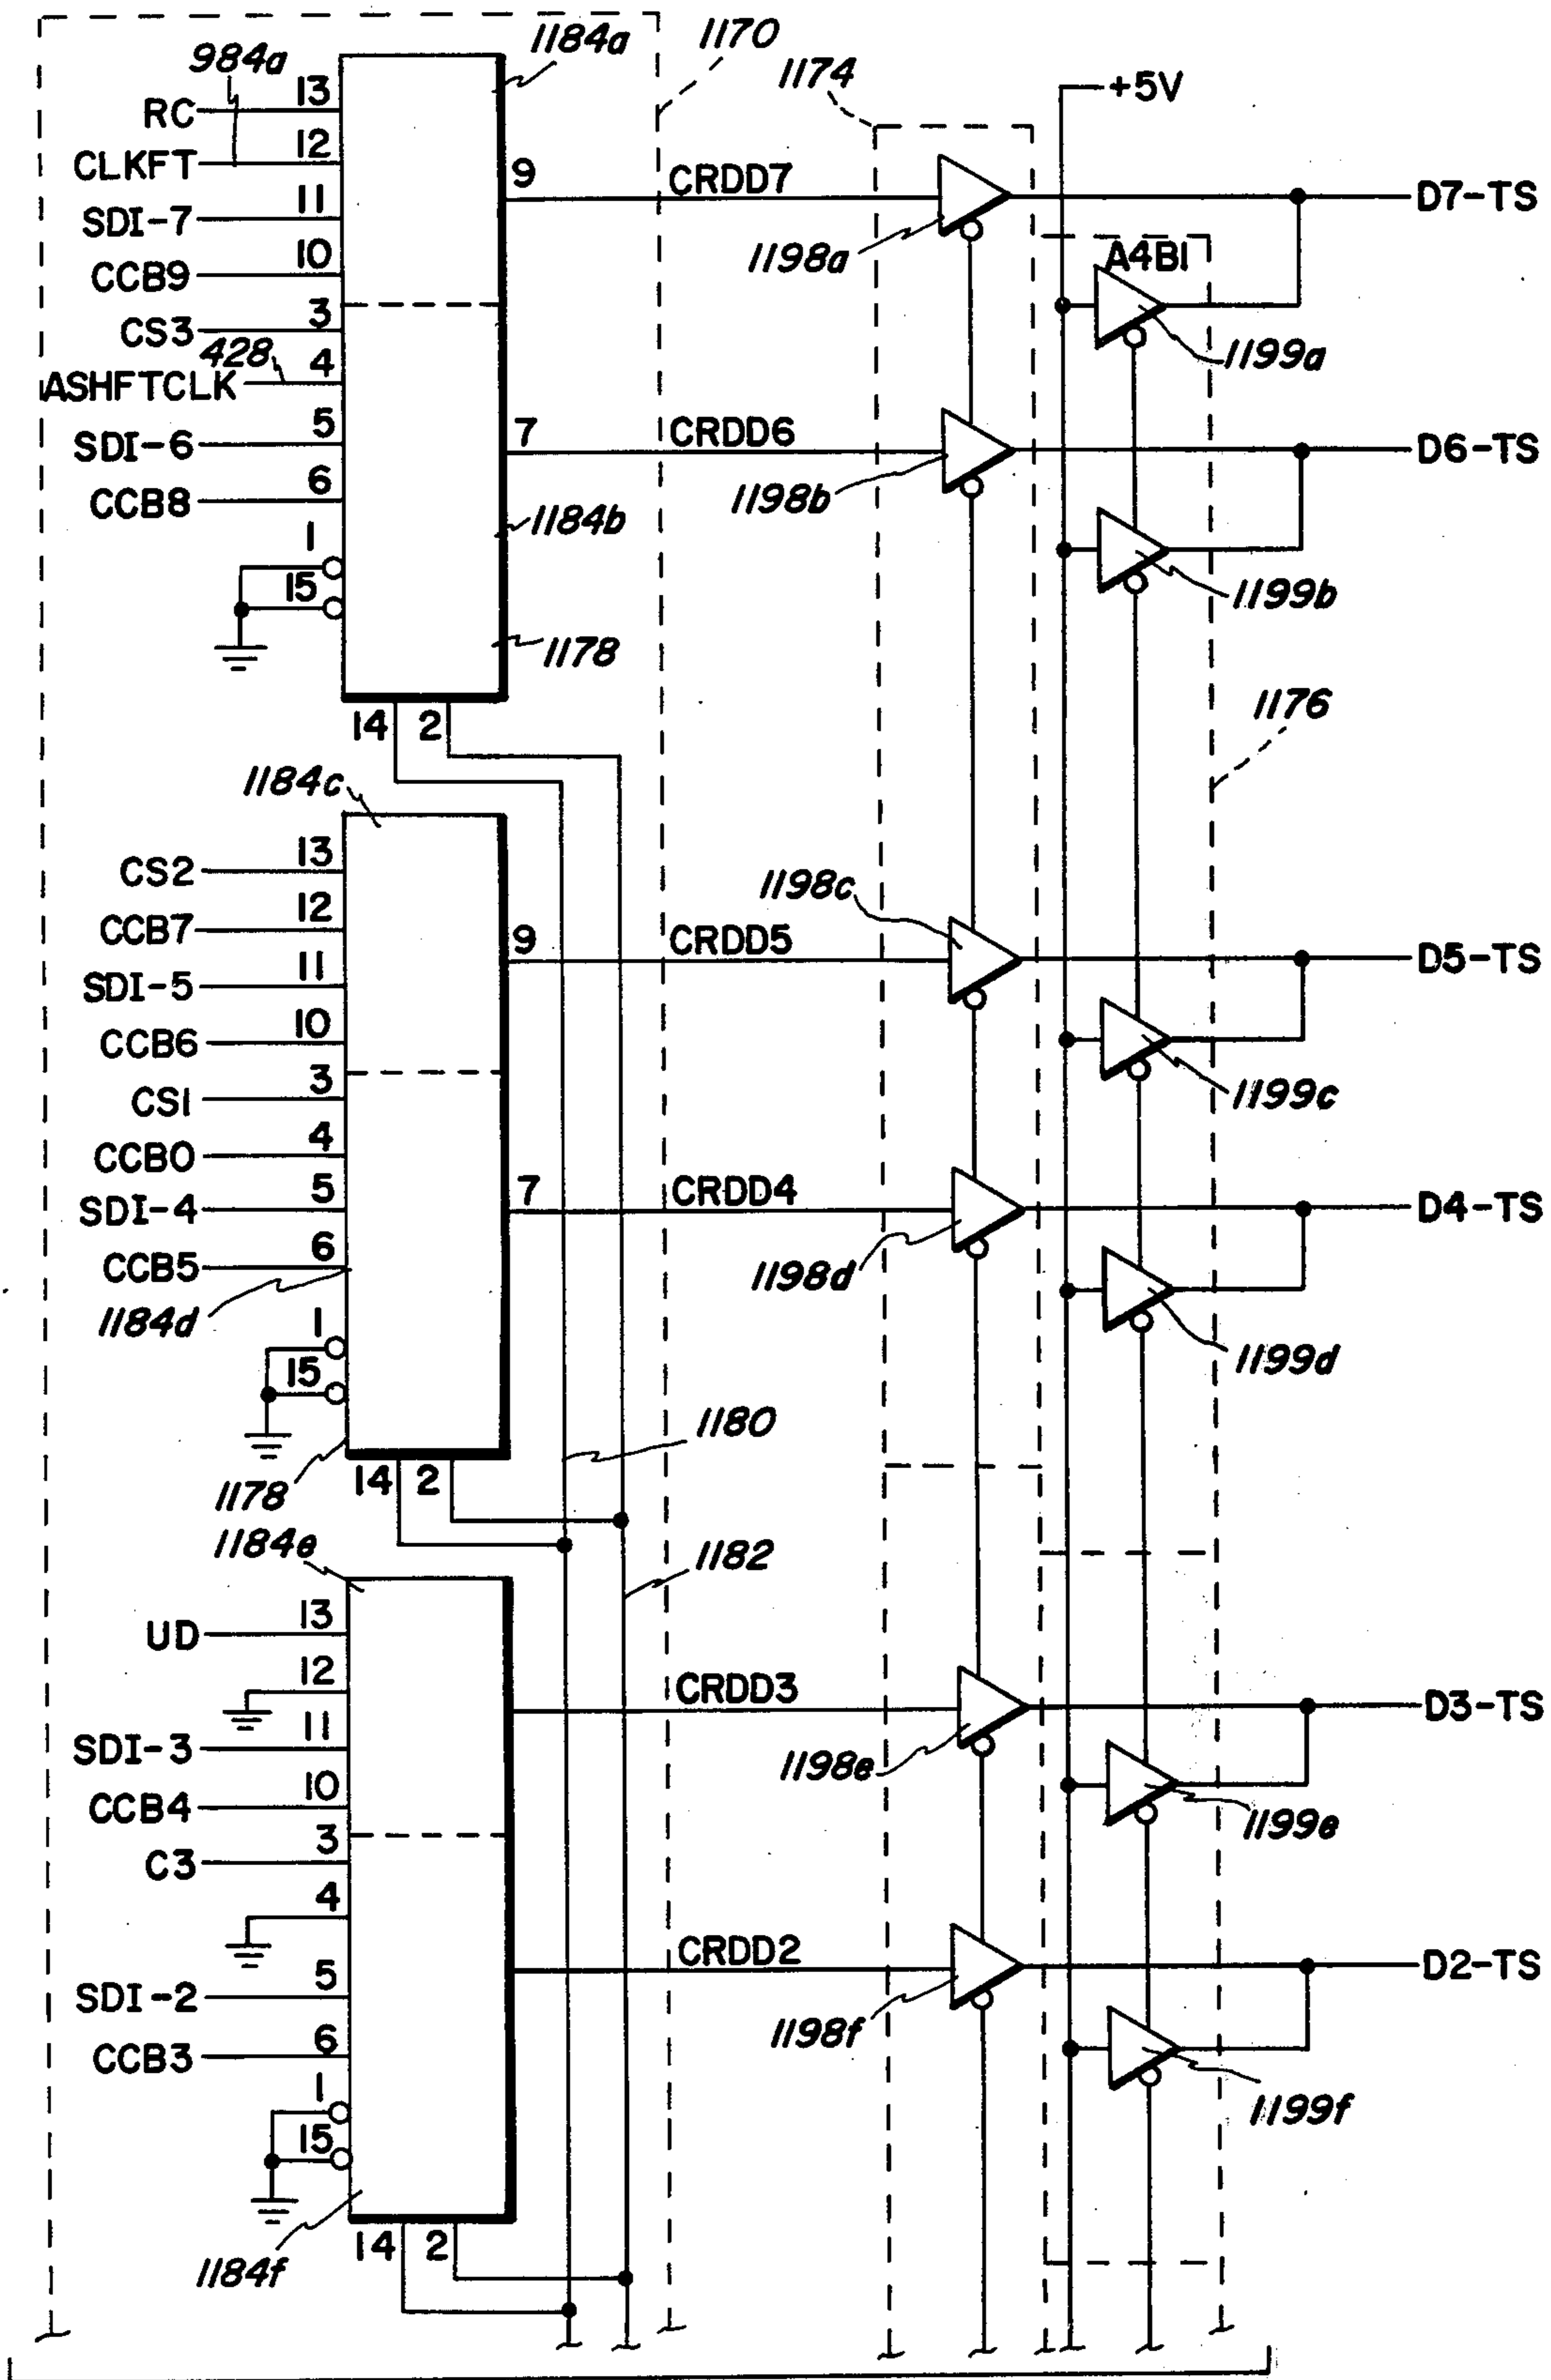 1184a
1170
1174
984a
+5V
RC 13
CLKFT 12
SDI-7 11
CCB9 10
9 CRDD7
D7-TS
1198a
A4B1
CS3 3
428
ASHFTCLK 4
1199a
SDI-6 5
7 CRDD6
D6-TS
CCB8 6
1198b
1184b
1
15
1199b
1178
1176
14 2
1184c
CS2 13
1198c
CCB7 12
9 CRDD5
D5-TS
SDI-5 11
CCB6 10
CS1 3
1199c
CCB0 4
SDI-4 5
7 CRDD4
D4-TS
CCB5 6
1198d
1184d
1
15
1199d
1180
14 2
1178
1184e
1182
UD 13
12
CRDD3
D3-TS
SDI-3 11
1198e
CCB4 10
1199e
C3 3
4
CRDD2
D2-TS
SDI-2 5
1198f
CCB3 6
1
1199f
15
14 2
1184f